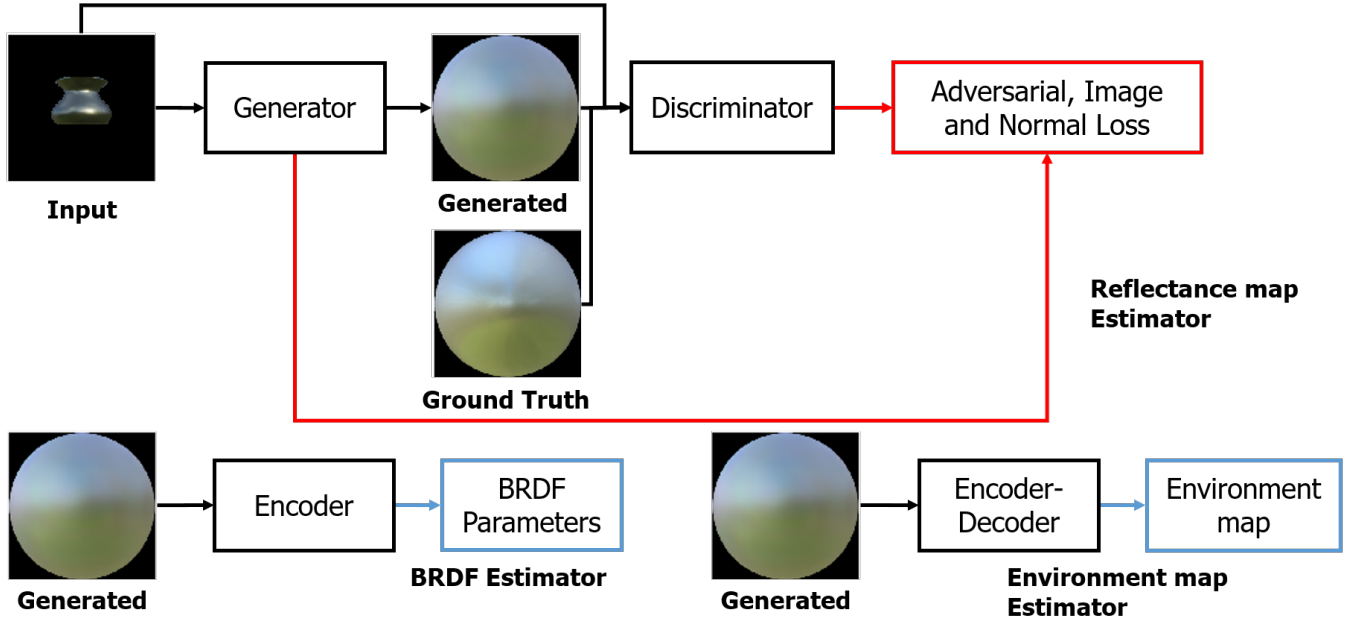 Input
Generator
Generated
Ground Truth
Discriminator
Adversarial, Image
and Normal Loss
Reflectance map
Estimator
Generated
Encoder
BRDF
Parameters
BRDF Estimator
Generated
Encoder-
Decoder
Environment
map
Environment map
Estimator